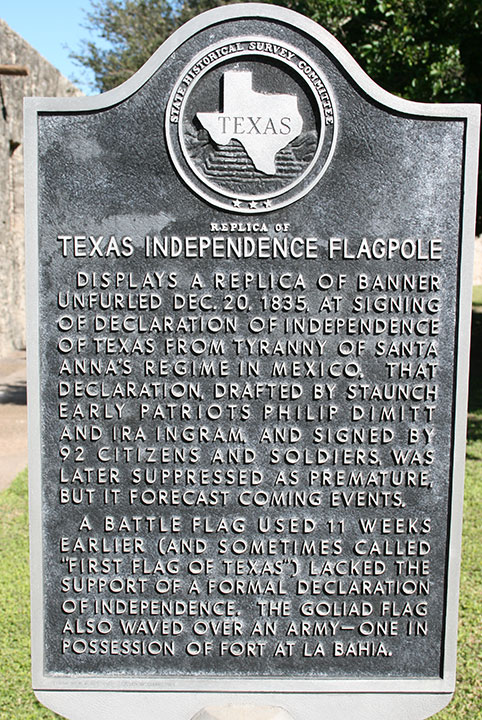 STATE HISTORICAL SURVEY COMMITTEE
TEXAS
REPLICA OF
TEXAS INDEPENDENCE FLAGPOLE
DISPLAYS A REPLICA OF BANNER
UNFURLED DEC. 20, 1835, AT SIGNING
OF DECLARATION OF INDEPENDENCE
OF TEXAS FROM TYRANNY OF SANTA
ANNA'S REGIME IN MEXICO. THAT
DECLARATION, DRAFTED BY STAUNCH
EARLY PATRIOTS PHILIP DIMITT
AND IRA INGRAM, AND SIGNED BY
92 CITIZENS AND SOLDIERS, WAS
LATER SUPPRESSED AS PREMATURE,
BUT IT FORECAST COMING EVENTS.
A BATTLE FLAG USED 11 WEEKS
EARLIER (AND SOMETIMES CALLED
"FIRST FLAG OF TEXAS") LACKED THE
SUPPORT OF A FORMAL DECLARATION
OF INDEPENDENCE. THE GOLIAD FLAG
ALSO WAVED OVER AN ARMY—ONE IN
POSSESSION OF FORT AT LA BAHIA.